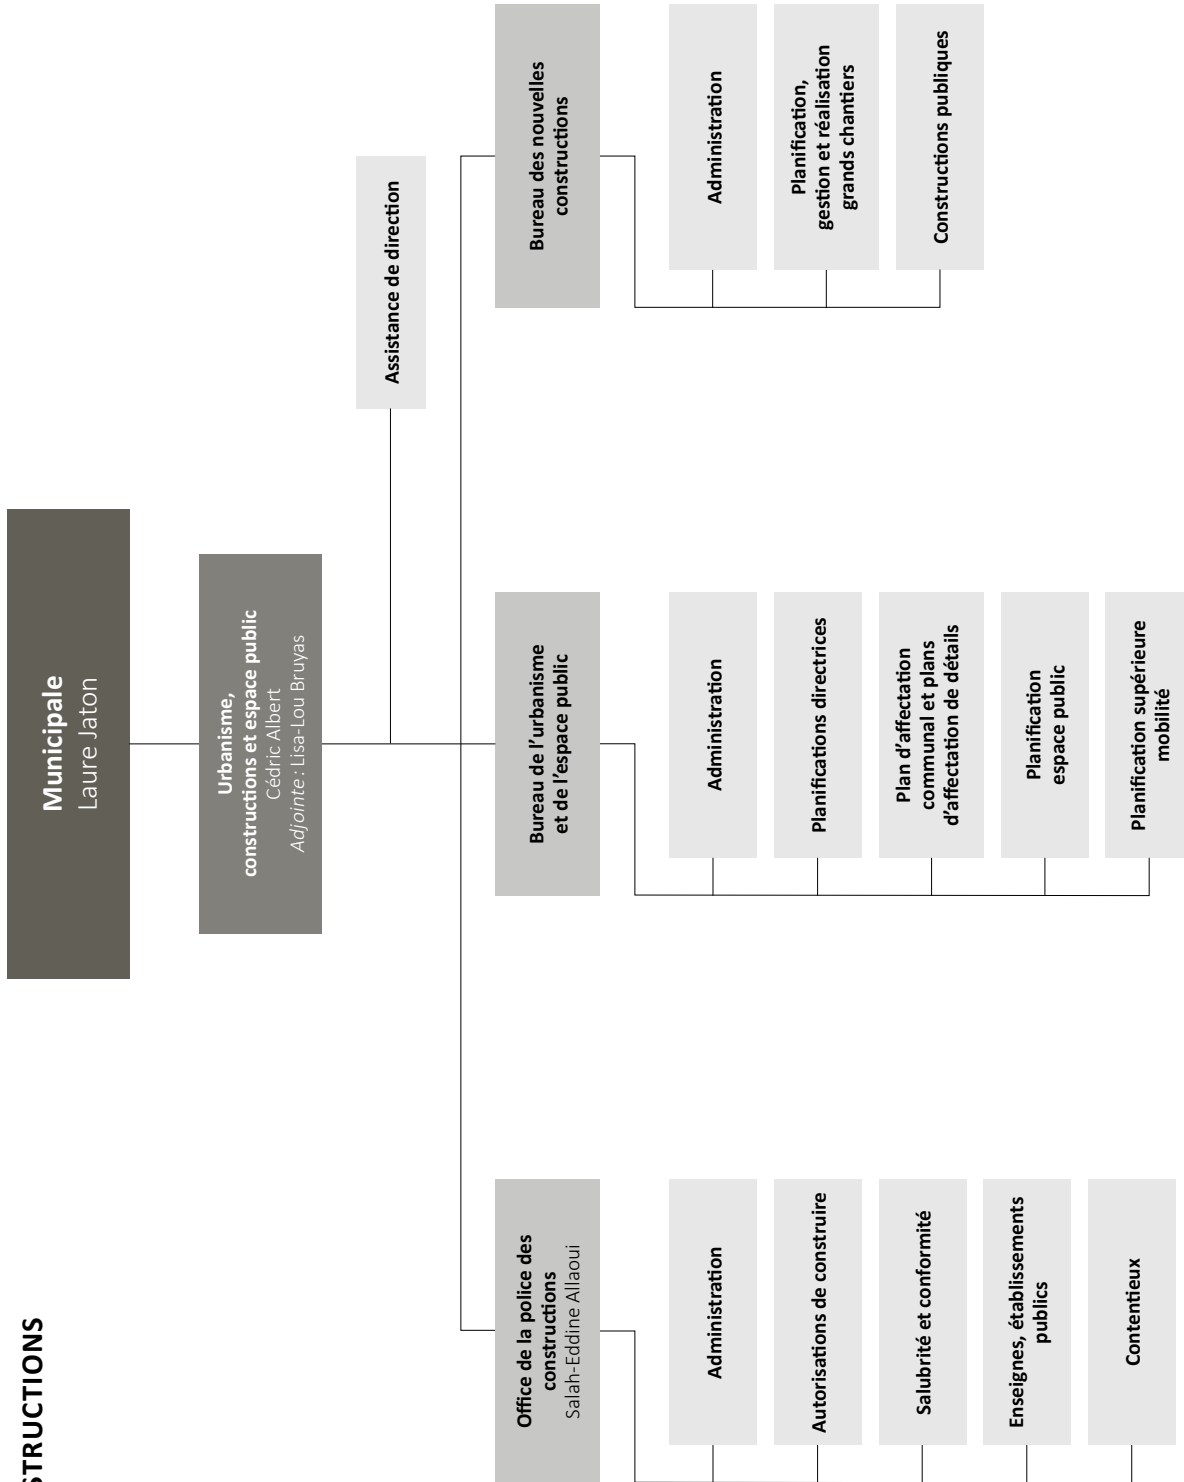 STRUCTIONS
Municipale
Laure Jaton
Urbanisme,
constructions et espace public
Cédric Albert
Adjointe : Lisa-Lou Bruyas
Assistance de direction
Office de la police des
constructions
Salah-Eddine Allaoui
Administration
Autorisations de construire
Salubrité et conformité
Enseignes, établissements
publics
Contentieux
Bureau de l'urbanisme
et de l'espace public
Administration
Planifications directrices
Plan d'affectation
communal et plans
d'affectation de détails
Planification
espace public
Planification supérieure
mobilité
Bureau des nouvelles
constructions
Administration
Planification,
gestion et réalisation
grands chantiers
Constructions publiques